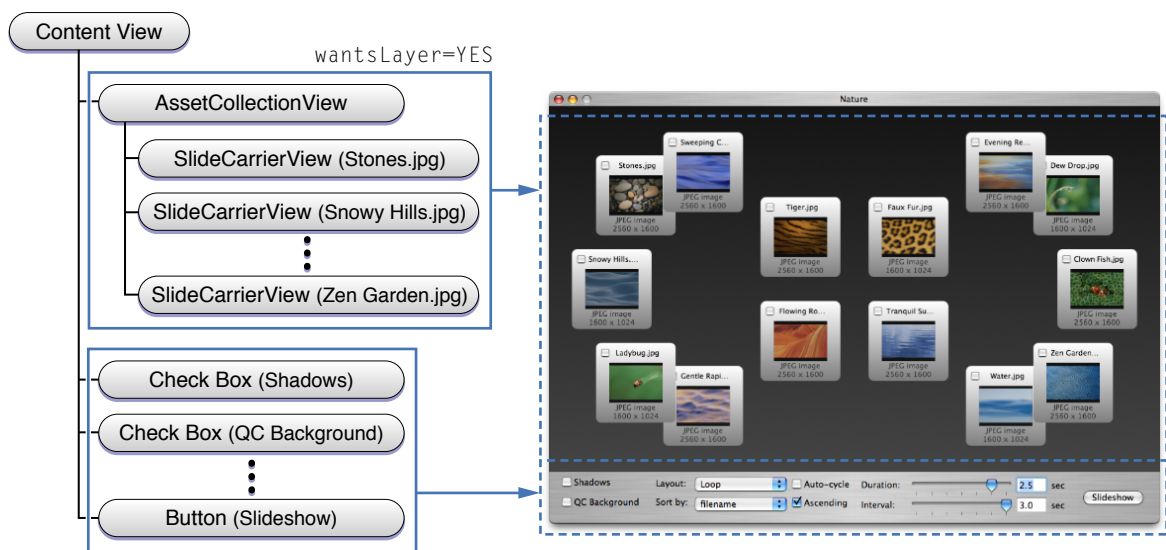 Content View
wantsLayer=YES
AssetCollectionView
SlideCarrierView (Stones.jpg)
SlideCarrierView (Snowy Hills.jpg)
SlideCarrierView (Zen Garden.jpg)
Check Box (Shadows)
Check Box (QC Background)
Button (Slideshow)
Nature
Sweeping C...
JPEG image
2560 x 1600
Stones.jpg
JPEG image
2560 x 1600
Evening Re...
JPEG image
2560 x 1600
Dew Drop.jpg
JPEG image
1600 x 1024
Tiger.jpg
JPEG image
2560 x 1600
Faux Fur.jpg
JPEG image
1600 x 1024
Snowy Hills....
JPEG image
1600 x 1024
Clown Fish.jpg
JPEG image
2560 x 1600
Flowing Ro...
JPEG image
2560 x 1600
Tranquil Su...
JPEG image
2560 x 1600
Ladybug.jpg
JPEG image
1600 x 1024
Gentle Rapi...
JPEG image
2560 x 1600
Water.jpg
JPEG image
1600 x 1024
Zen Garden...
JPEG image
2560 x 1600
Shadows
Layout: Loop
Auto-cycle
Duration: 2.5 sec
QC Background
Sort by: filename
Ascending
Interval: 3.0 sec
Slideshow